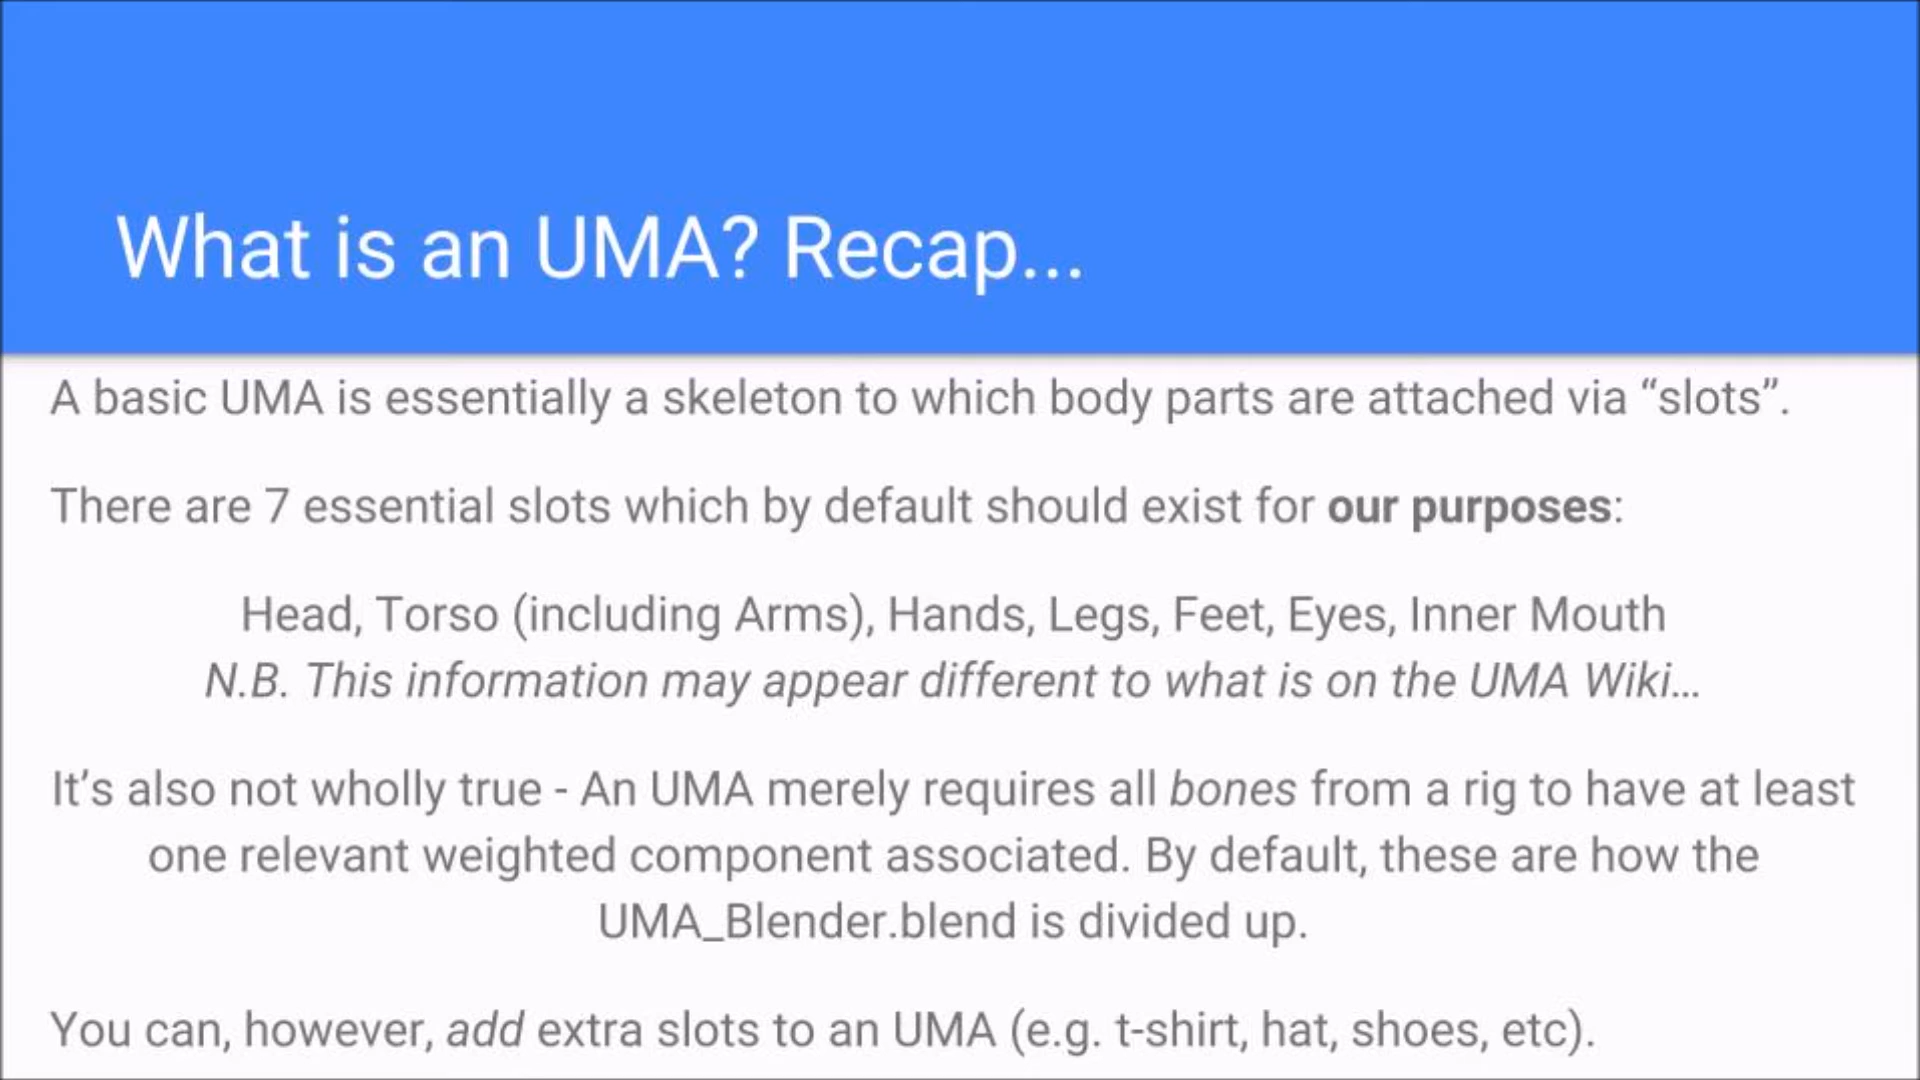 What is an UMA? Recap...
A basic UMA is essentially a skeleton to which body parts are attached via “slots”.
There are 7 essential slots which by default should exist for our purposes:
Head, Torso (including Arms), Hands, Legs, Feet, Eyes, Inner Mouth
N.B. This information may appear different to what is on the UMA Wiki...
It’s also not wholly true - An UMA merely requires all bones from a rig to have at least
one relevant weighted component associated. By default, these are how the
UMA_Blender.blend is divided up.
You can, however, add extra slots to an UMA (e.g. t-shirt, hat, shoes, etc).